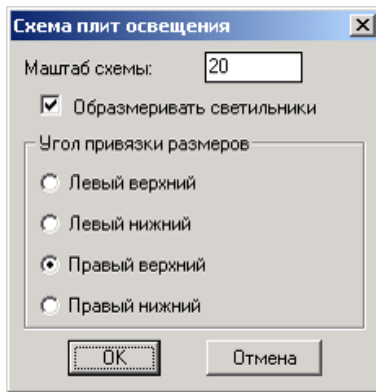 Схема плит освещения
Маштаб схемы: 20
Образмеривать светильники
Угол привязки размеров
Левый верхний
Левый нижний
Правый верхний
Правый нижний
OK Отмена